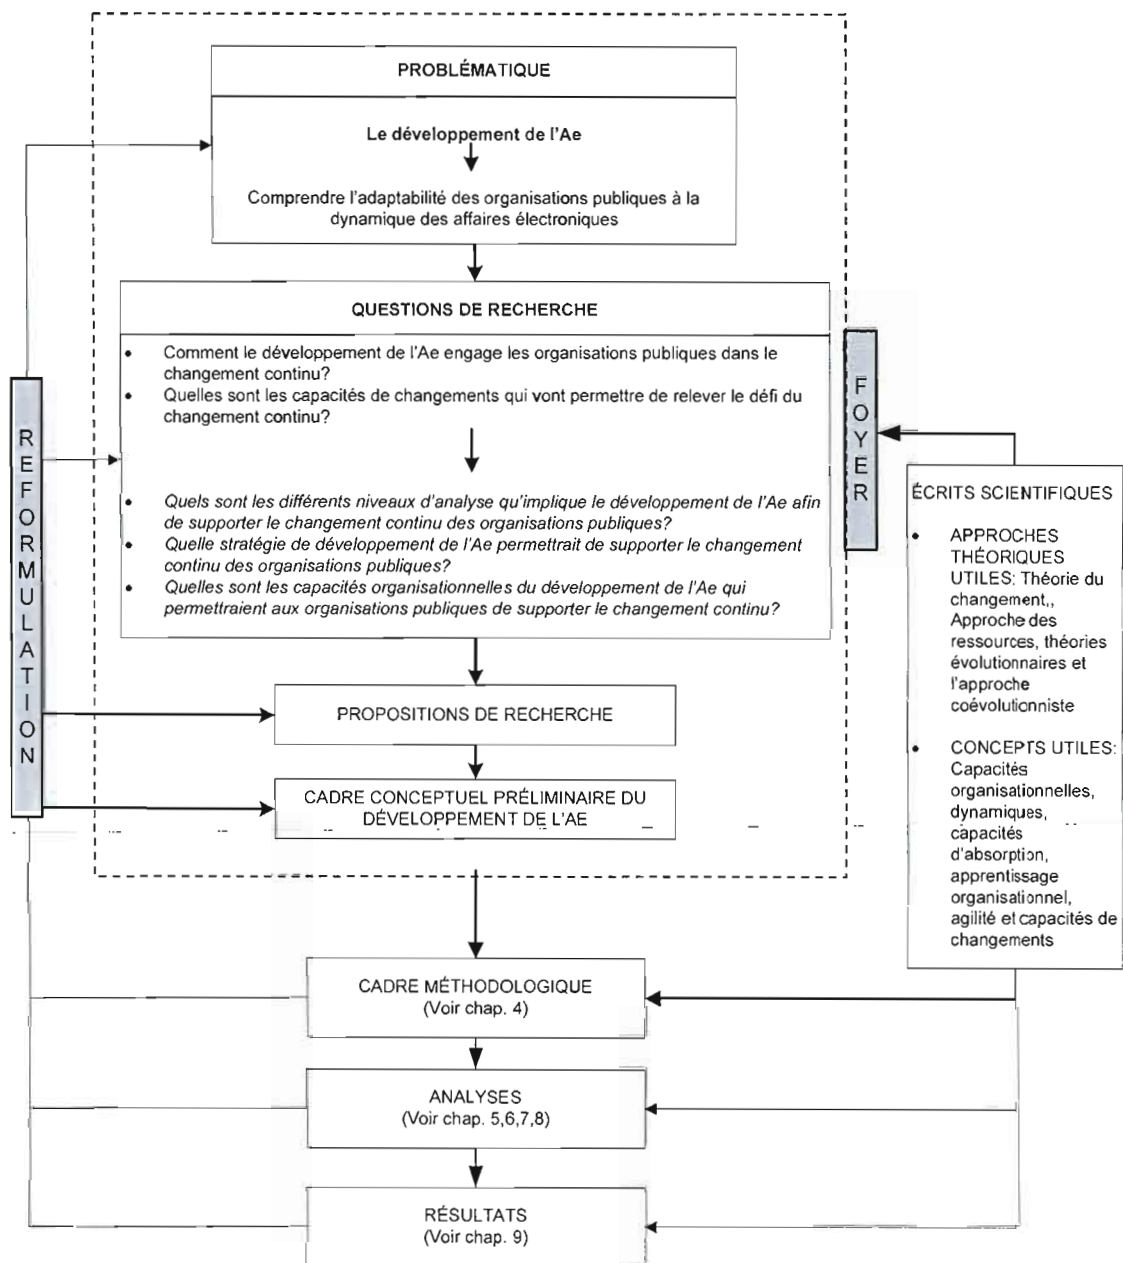 PROBLÉMATIQUE
Le développement de l'Ae
Comprendre l'adaptabilité des organisations publiques à la
dynamique des affaires électroniques
QUESTIONS DE RECHERCHE
• Comment le développement de l'Ae engage les organisations publiques dans le
changement continu?
• Quelles sont les capacités de changements qui vont permettre de relever le défi du
changement continu?
• Quels sont les différents niveaux d'analyse qu'implique le développement de l'Ae afin
de supporter le changement continu des organisations publiques?
• Quelle stratégie de développement de l'Ae permettrait de supporter le changement
continu des organisations publiques?
• Quelles sont les capacités organisationnelles du développement de l'Ae qui
permettraient aux organisations publiques de supporter le changement continu?
REFORMULATION
FOYER
ÉCRITS SCIENTIFIQUES
• APPROCHES
THÉORIQUES
UTILES: Théorie du
changement,,
Approche des
ressources, théories
évolutionnaires et
l'approche
coévolutionniste
• CONCEPTS UTILES:
Capacités
organisationnelles,
dynamiques,
capacités
d'absorption,
apprentissage
organisationnel,
agilité et capacités de
changements
PROPOSITIONS DE RECHERCHE
CADRE CONCEPTUEL PRÉLIMINAIRE DU
DÉVELOPPEMENT DE L'AE
CADRE MÉTHODOLOGIQUE
(Voir chap. 4)
ANALYSES
(Voir chap. 5,6,7,8)
RÉSULTATS
(Voir chap. 9)